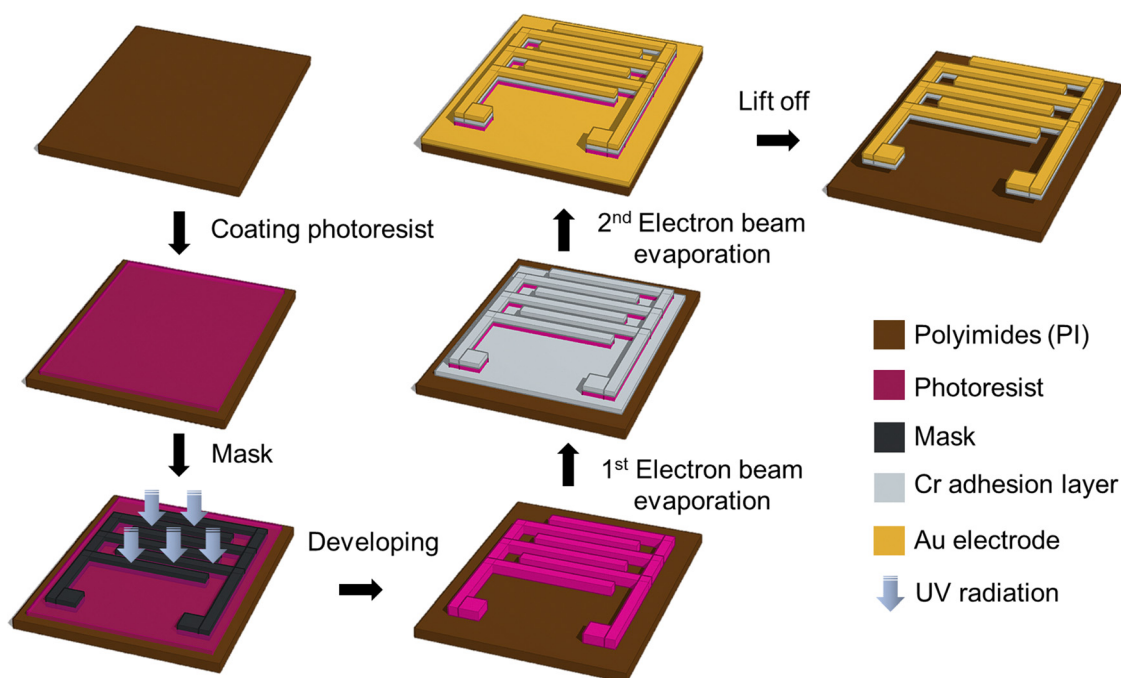 Coating photoresist
Mask
Developing
1st Electron beam
evaporation
2nd Electron beam
evaporation
Lift off
Polyimides (PI)
Photoresist
Mask
Cr adhesion layer
Au electrode
UV radiation